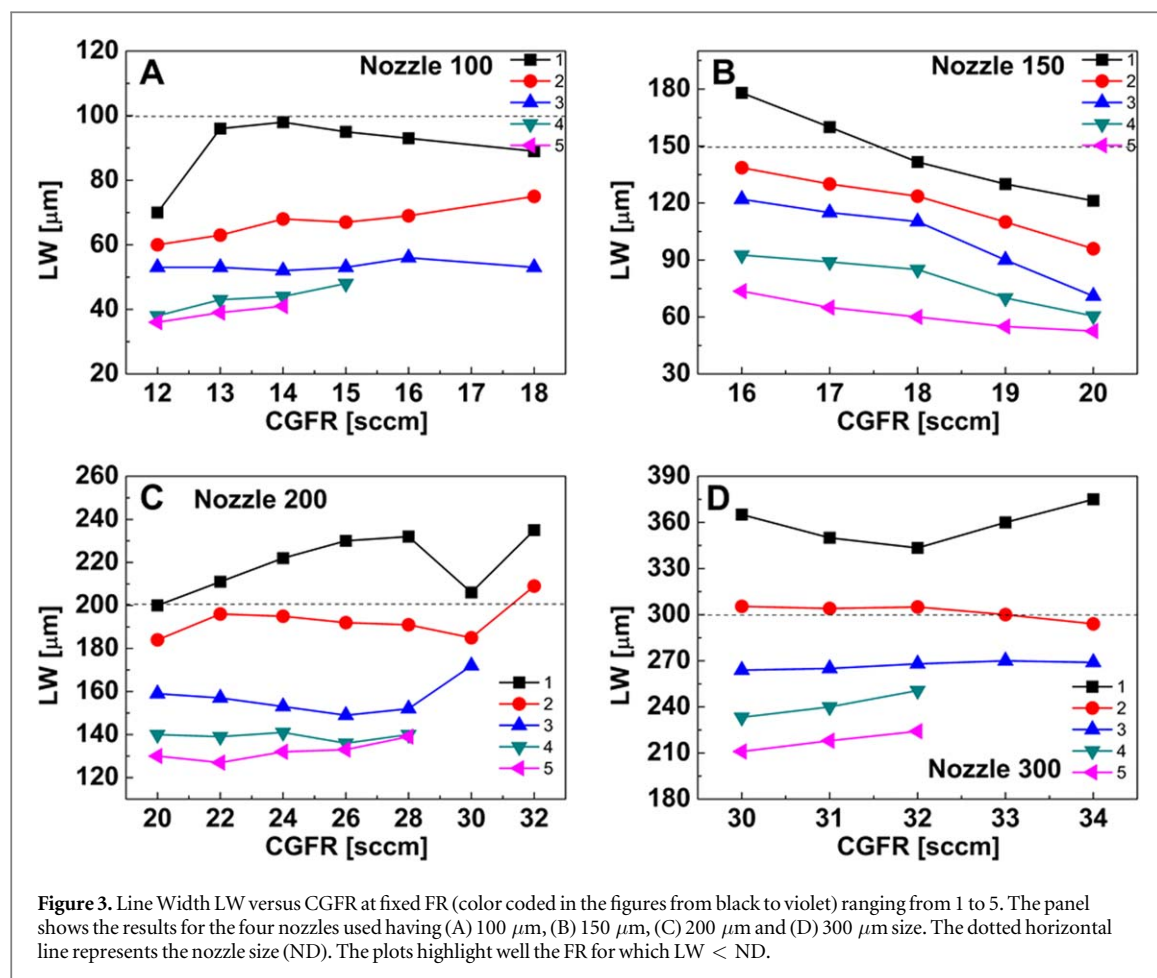 A
Nozzle 100
1
2
3
4
5
120
100
80
60
40
20
LW [μm]
12 13 14 15 16 17 18
CGFR [sccm]
B
Nozzle 150
1
2
3
4
5
180
150
120
90
60
30
LW [μm]
16 17 18 19 20
CGFR [sccm]
C
Nozzle 200
260
240
220
200
180
160
140
120
LW [μm]
1
2
3
4
5
20 22 24 26 28 30 32
CGFR [sccm]
D
390
360
330
300
270
240
210
180
LW [μm]
1
2
3
4
5
Nozzle 300
30 31 32 33 34
CGFR [sccm]
Figure 3. Line Width LW versus CGFR at fixed FR (color coded in the figures from black to violet) ranging from 1 to 5. The panel
shows the results for the four nozzles used having (A) 100 μm, (B) 150 μm, (C) 200 μm and (D) 300 μm size. The dotted horizontal
line represents the nozzle size (ND). The plots highlight well the FR for which LW < ND.